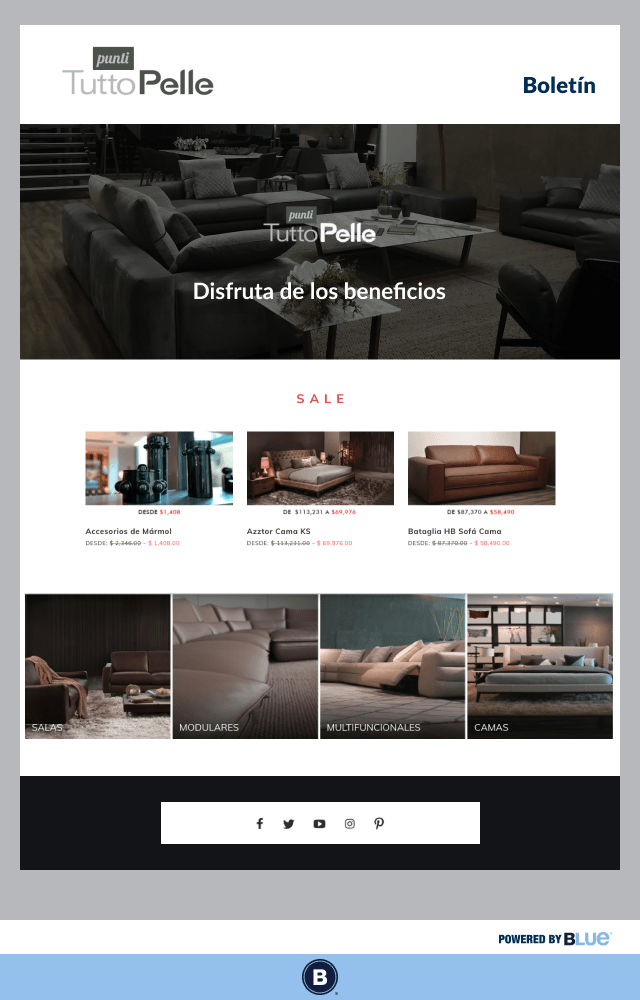 punti
TuttoPelle
Boletín
punti
TuttoPelle
Disfruta de los beneficios
SALE
DESDE $1,408
DE $113,231 A $69,976
DE $87,370 A $58,490
Accesorios de Mármol
Azztor Cama KS
Bataglia HB Sofá Cama
DESDE: $ 2,346.00 - $ 1,408.00
DESDE: $ 113,231.00 - $ 69,976.00
DESDE: $ 87,370.00 - $ 58,490.00
SALAS
MODULARES
MULTIFUNCIONALES
CAMAS
POWERED BY BLUE
B